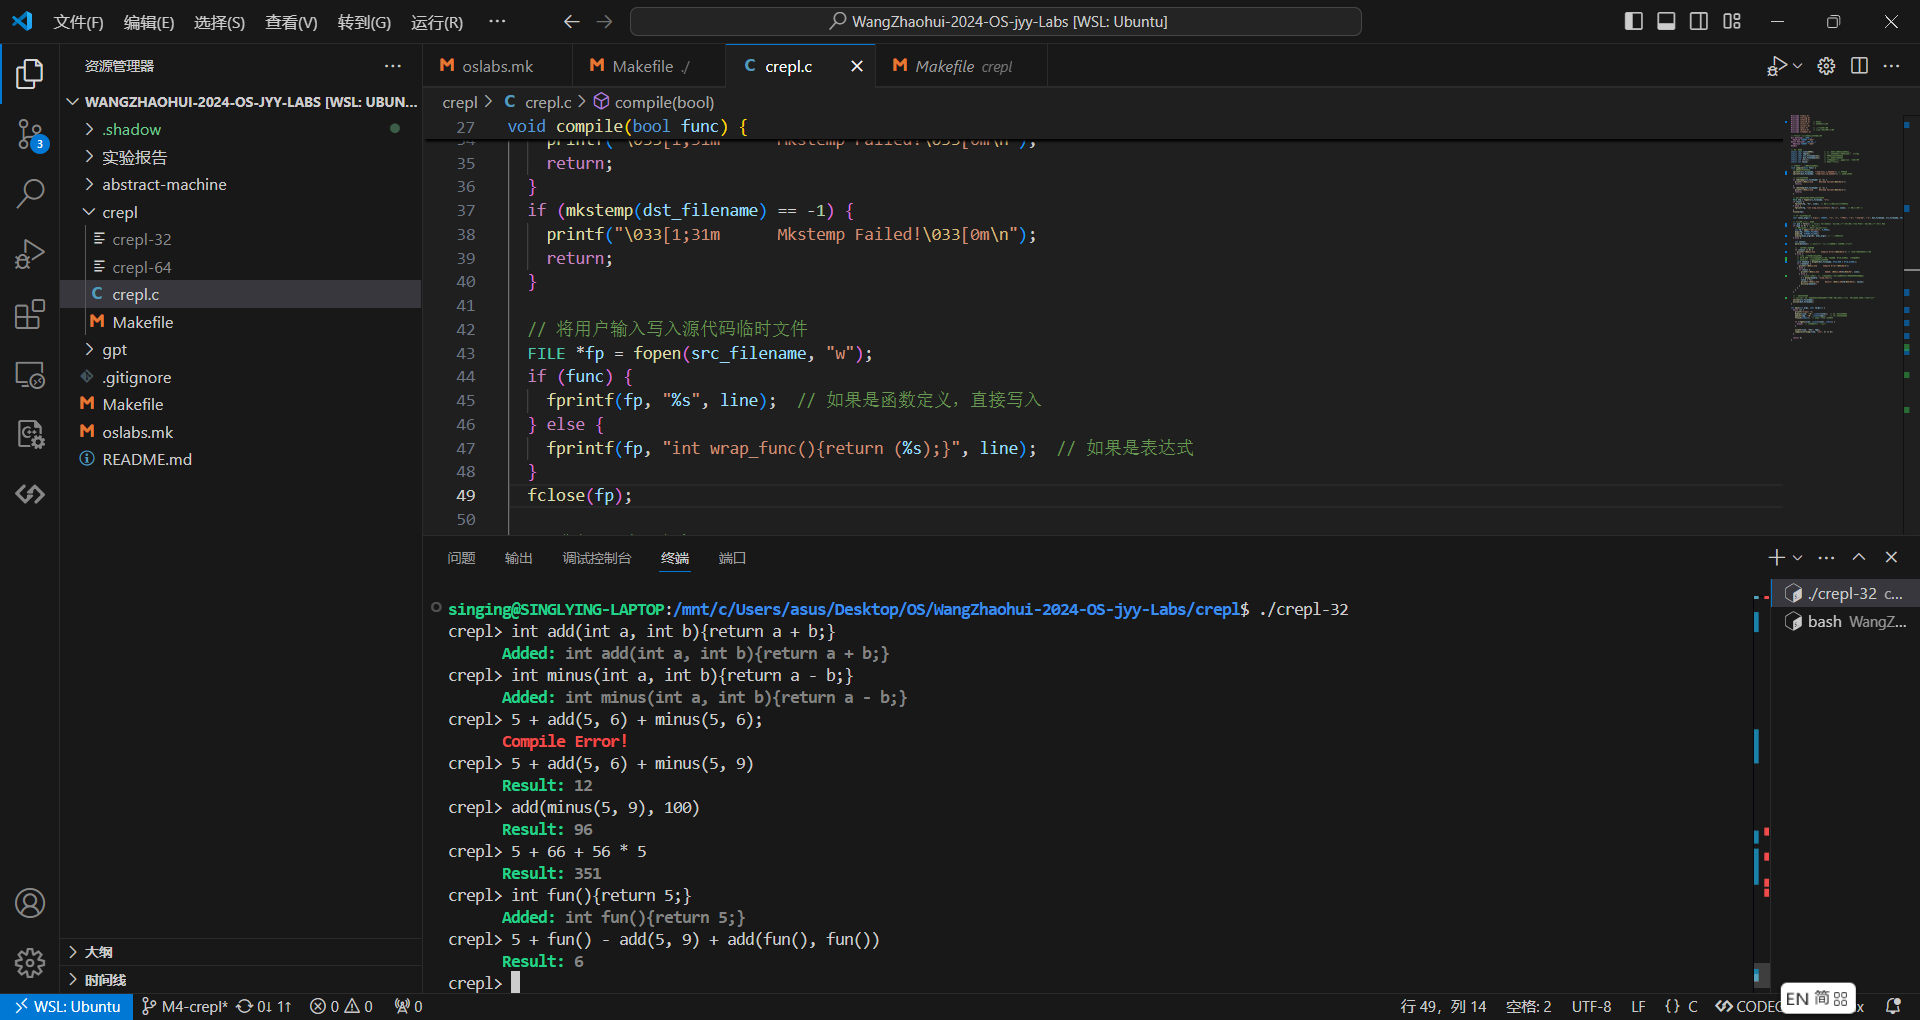 文件(F) 编辑(E) 选择(S) 查看(V) 转到(G) 运行(R) ··· WangZhaohui-2024-OS-jyy-Labs [WSL: Ubuntu]
资源管理器
WANGZHAOHUI-2024-OS-JYY-LABS [WSL: UBUN...
.shadow
实验报告
abstract-machine
crepl
crepl-32
crepl-64
C crepl.c
M Makefile
gpt
.gitignore
M Makefile
M oslabs.mk
README.md
大纲
时间线
3
M oslabs.mk M Makefile ./ C crepl.c M Makefile crepl
crepl > C crepl.c > compile(bool)
27 void compile(bool func) {
34 printf("\033[1;31m      Mkstemp Failed!\033[0m\n");
35 return;
36 }
37 if (mkstemp(dst_filename) == -1) {
38 printf("\033[1;31m      Mkstemp Failed!\033[0m\n");
39 return;
40 }
41
42 // 将用户输入写入源代码临时文件
43 FILE *fp = fopen(src_filename, "w");
44 if (func) {
45 fprintf(fp, "%s", line);  // 如果是函数定义，直接写入
46 } else {
47 fprintf(fp, "int wrap_func(){return (%s);}", line);  // 如果是表达式
48 }
49 fclose(fp);
50
问题 输出 调试控制台 终端 端口
singing@SINGLYING-LAPTOP:/mnt/c/Users/asus/Desktop/OS/WangZhaohui-2024-OS-jyy-Labs/crepl$ ./crepl-32
crepl> int add(int a, int b){return a + b;}
Added: int add(int a, int b){return a + b;}
crepl> int minus(int a, int b){return a - b;}
Added: int minus(int a, int b){return a - b;}
crepl> 5 + add(5, 6) + minus(5, 6);
Compile Error!
crepl> 5 + add(5, 6) + minus(5, 9)
Result: 12
crepl> add(minus(5, 9), 100)
Result: 96
crepl> 5 + 66 + 56 * 5
Result: 351
crepl> int fun(){return 5;}
Added: int fun(){return 5;}
crepl> 5 + fun() - add(5, 9) + add(fun(), fun())
Result: 6
crepl>
./crepl-32 c...
bash WangZ...
WSL: Ubuntu M4-crepl* 0↓ 1↑ 0 0 0 行 49，列 14 空格: 2 UTF-8 LF {} C CODEG x
EN 简